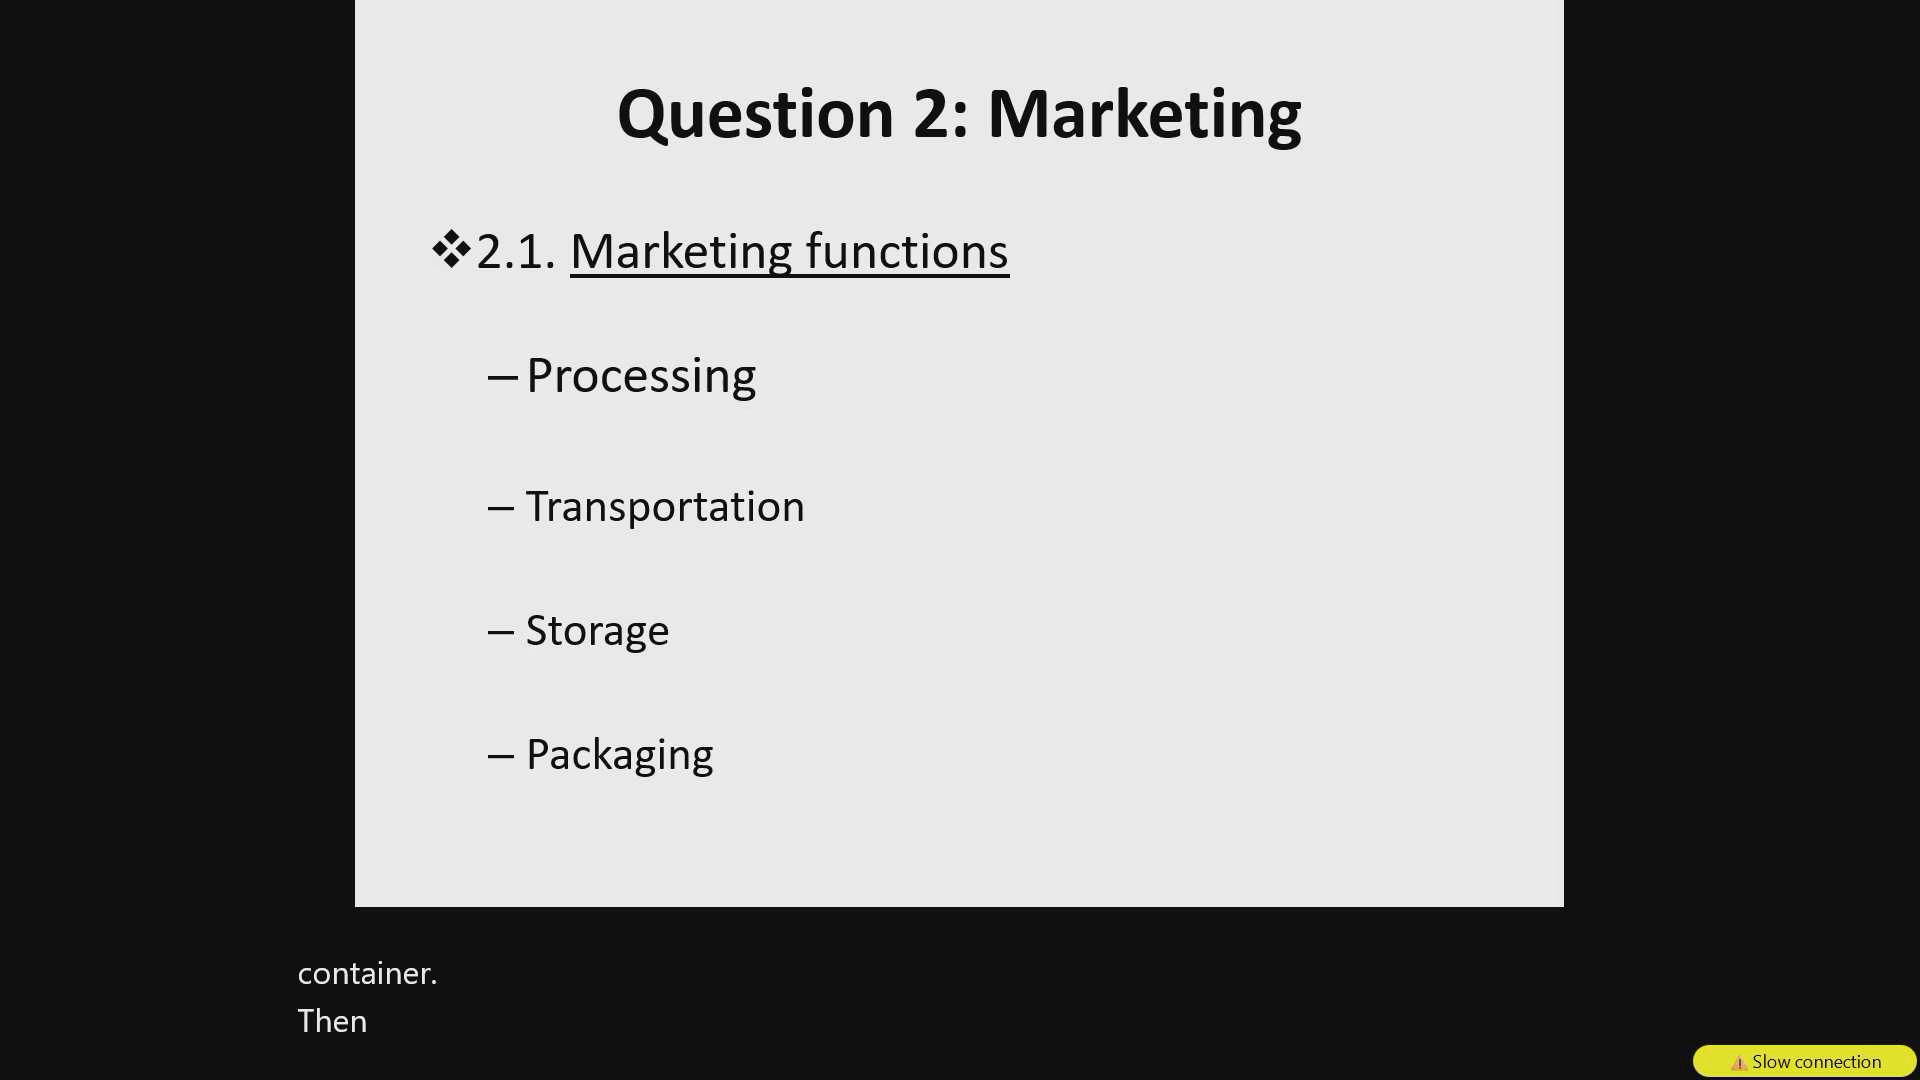 Question 2: Marketing
❖2.1. Marketing functions
–Processing
– Transportation
– Storage
– Packaging
container.
Then
⚠ Slow connection